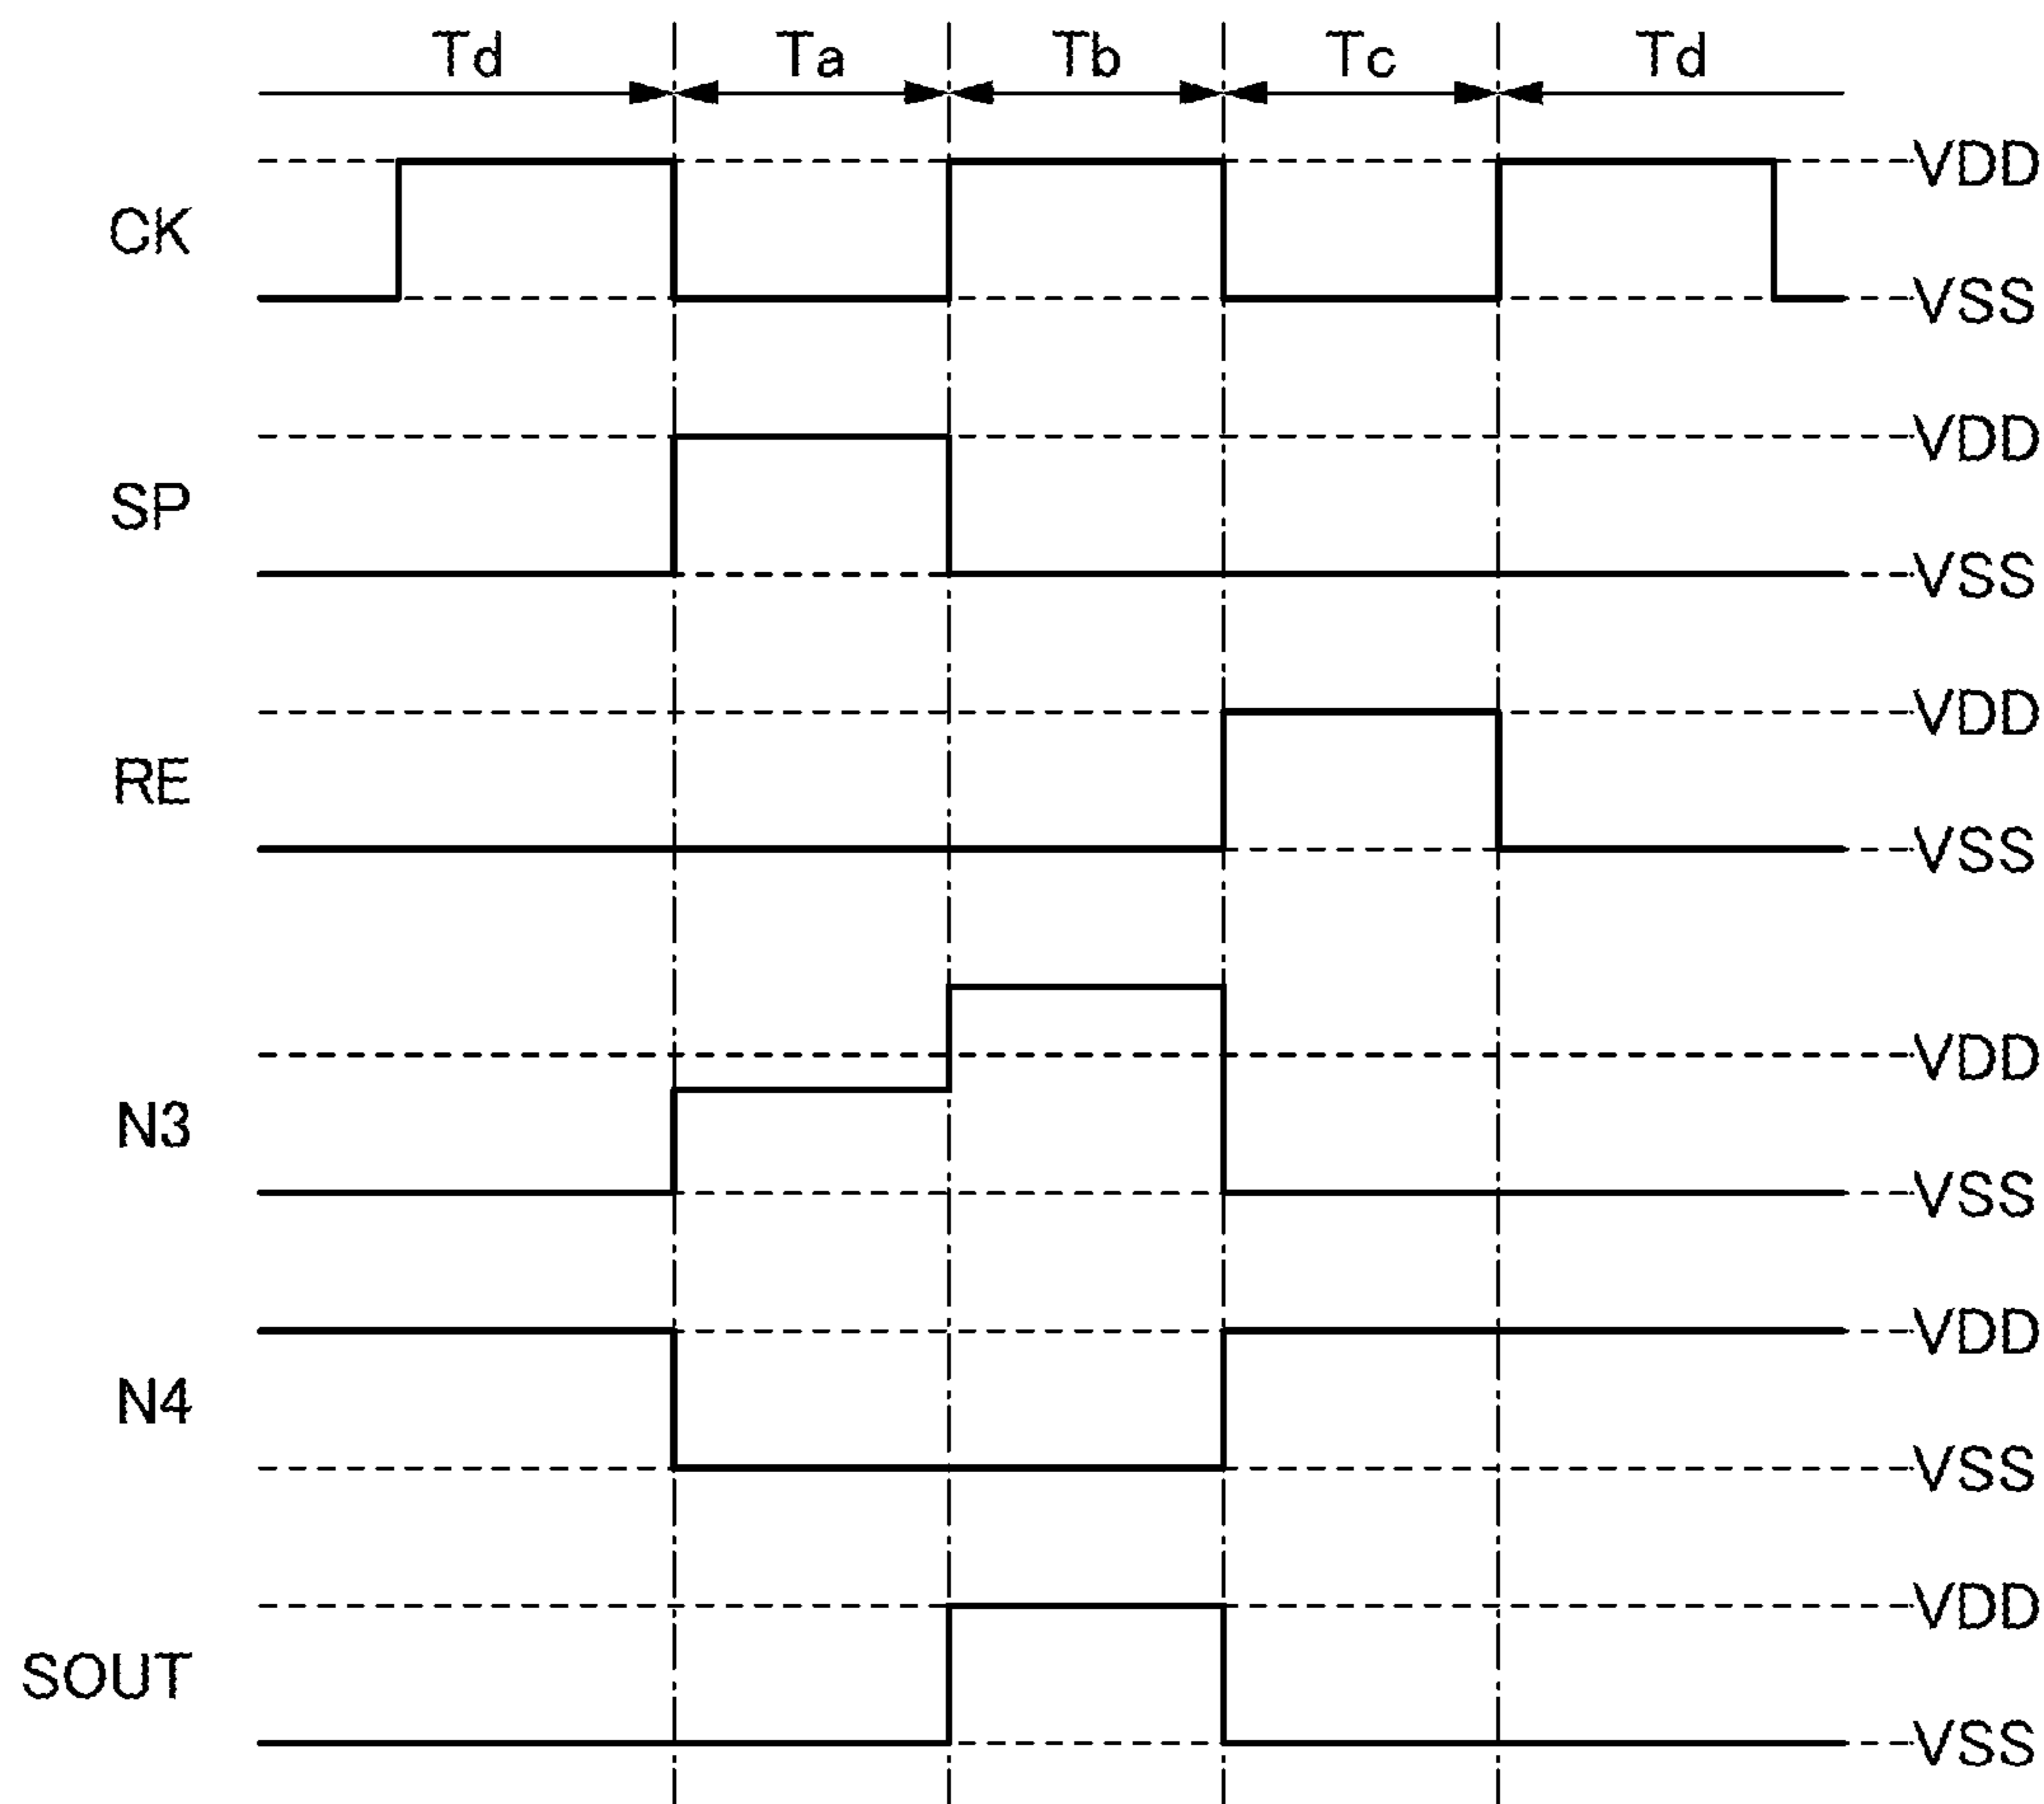 Td Ta Tb Tc Td
VDD
CK
VSS
VDD
SP
VSS
VDD
RE
VSS
VDD
N3
VSS
VDD
N4
VSS
VDD
SOUT
VSS